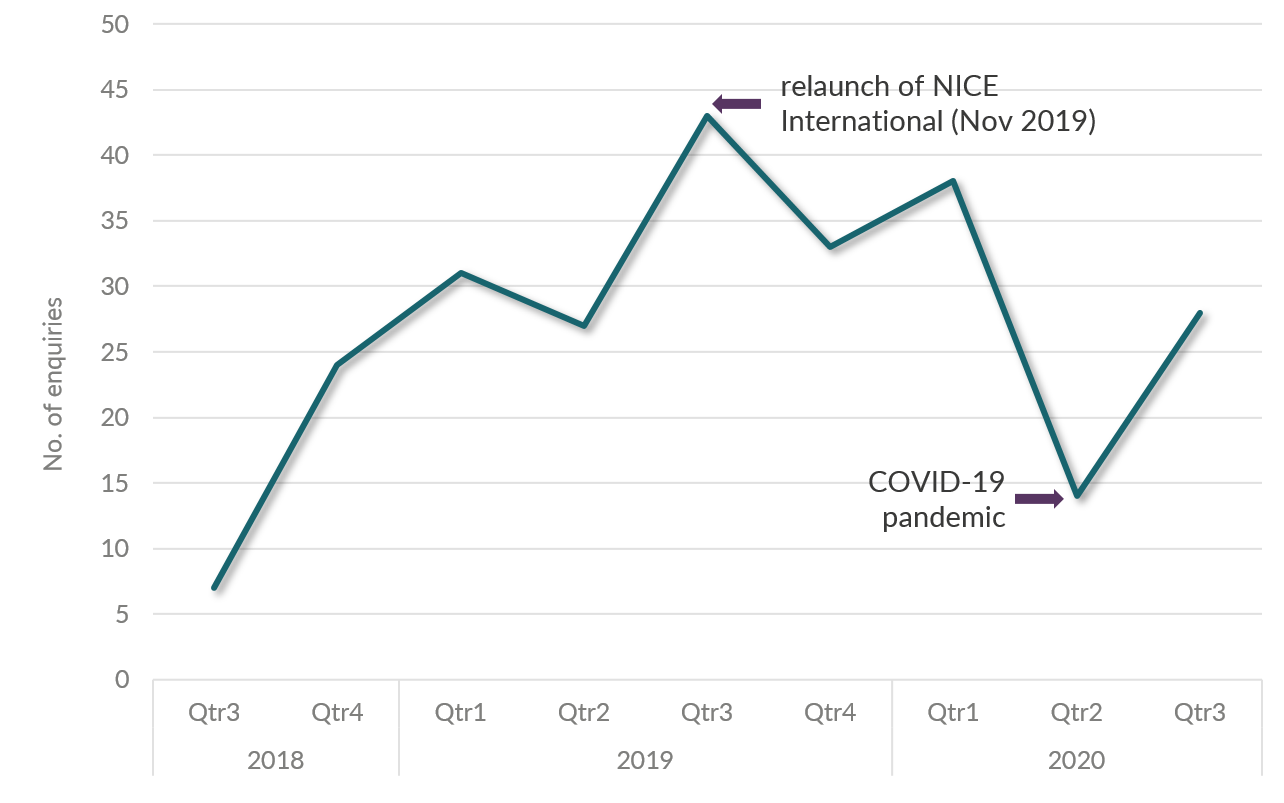 50
45
40
35
30
25
20
15
10
5
0
No. of enquiries
relaunch of NICE
International (Nov 2019)
COVID-19
pandemic
Qtr3 Qtr4 Qtr1 Qtr2 Qtr3 Qtr4 Qtr1 Qtr2 Qtr3
2018 2019 2020